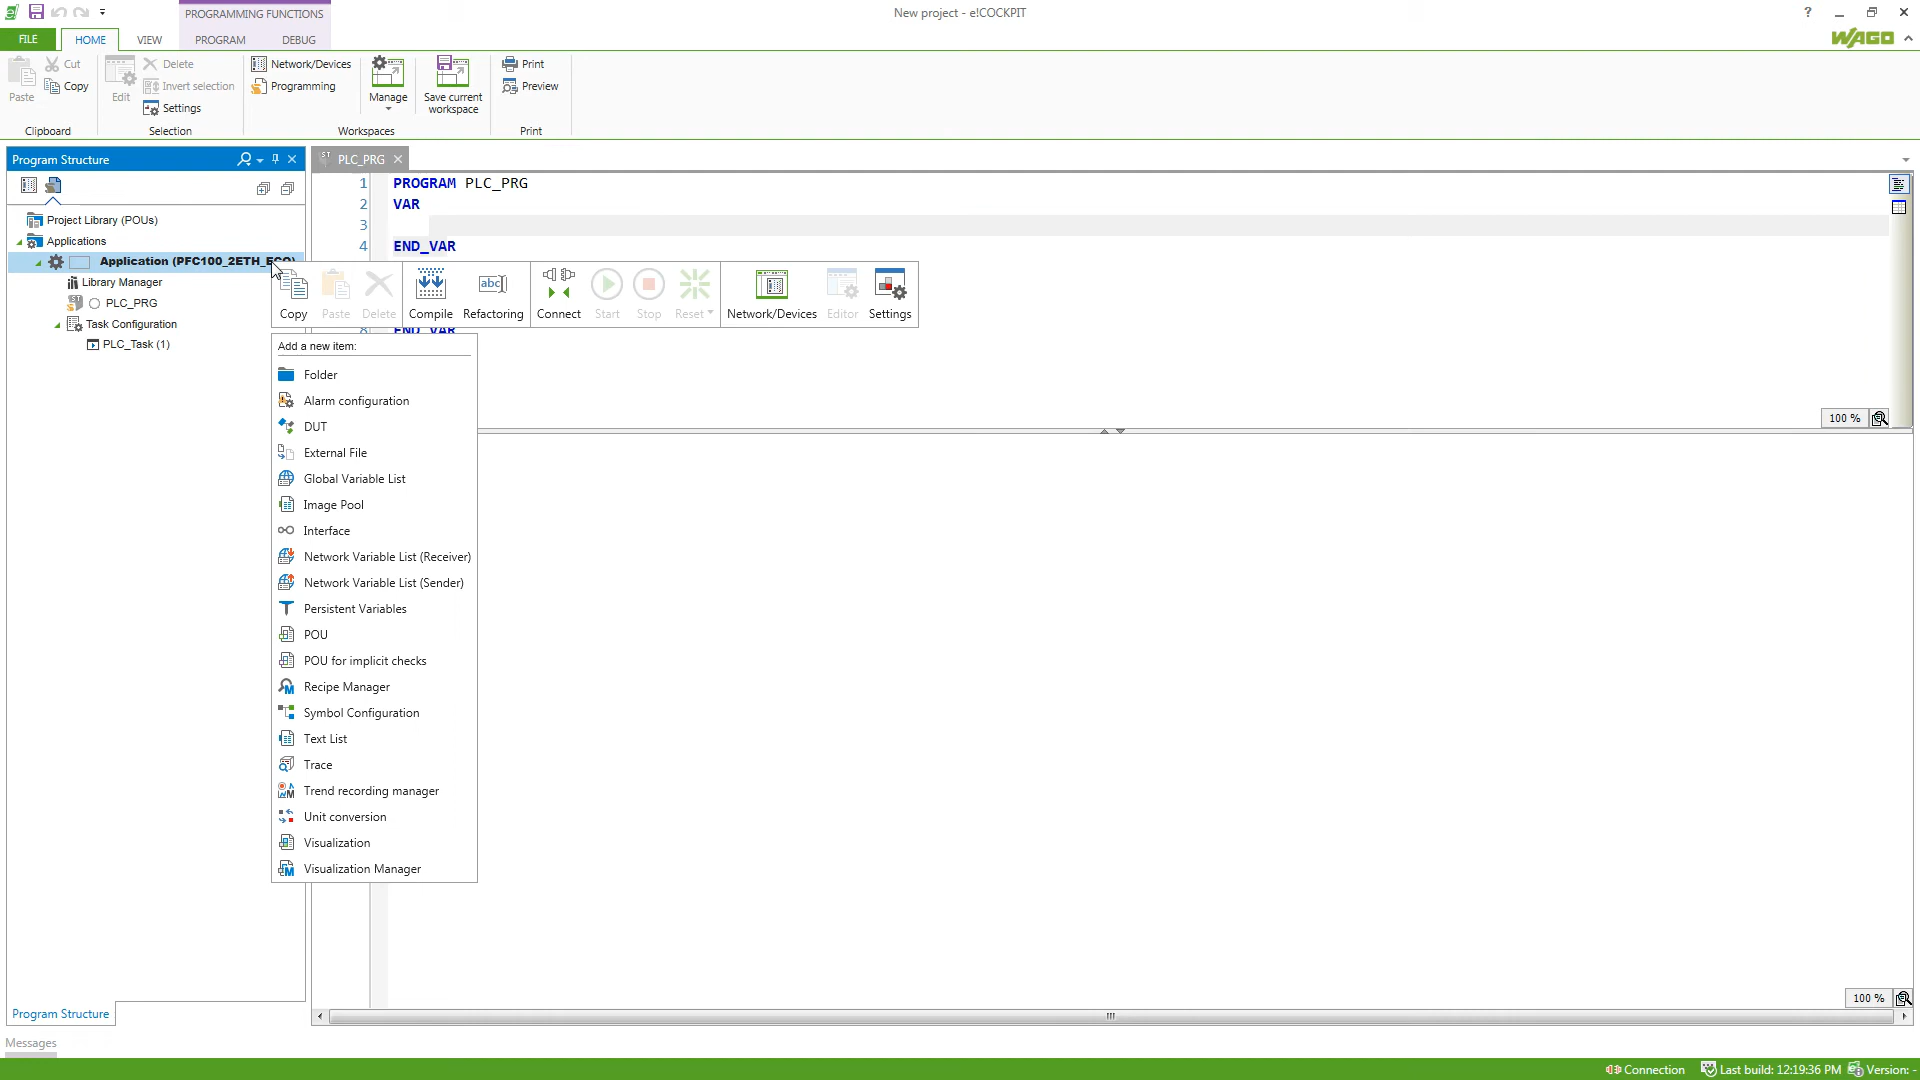 PROGRAMMING FUNCTIONS
New project - e!COCKPIT
?
FILE
HOME
VIEW
PROGRAM
DEBUG
WAGO
Paste
Cut
Copy
Clipboard
Edit
Delete
Invert selection
Settings
Selection
Network/Devices
Programming
Manage
Save current
workspace
Workspaces
Print
Preview
Print
Program Structure
Project Library (POUs)
Applications
Application (PFC100_2ETH_ECO)
Library Manager
PLC_PRG
Task Configuration
PLC_Task (1)
PLC_PRG
1 PROGRAM PLC_PRG
2 VAR
3
4 END_VAR
8 END_VAR
Copy
Paste
Delete
Compile
Refactoring
Connect
Start
Stop
Reset
Network/Devices
Editor
Settings
Add a new item:
Folder
Alarm configuration
DUT
External File
Global Variable List
Image Pool
Interface
Network Variable List (Receiver)
Network Variable List (Sender)
Persistent Variables
POU
POU for implicit checks
Recipe Manager
Symbol Configuration
Text List
Trace
Trend recording manager
Unit conversion
Visualization
Visualization Manager
100 %
100 %
Program Structure
Messages
Connection
Last build: 12:19:36 PM
Version: -